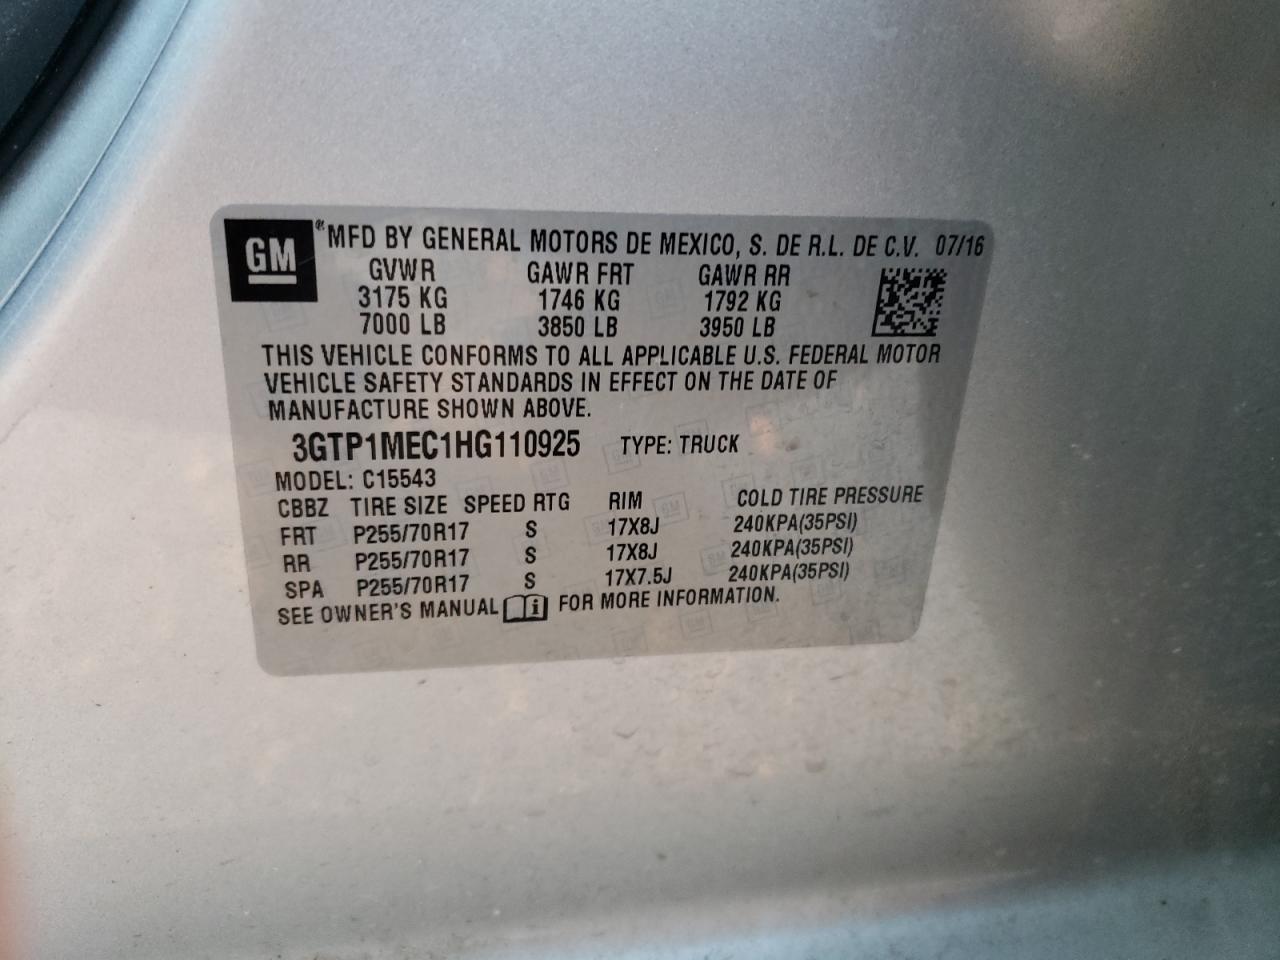 GM ® MFD BY GENERAL MOTORS DE MEXICO, S. DE R.L. DE C.V. 07/16
GVWR GAWR FRT GAWR RR
3175 KG 1746 KG 1792 KG
7000 LB 3850 LB 3950 LB
THIS VEHICLE CONFORMS TO ALL APPLICABLE U.S. FEDERAL MOTOR
VEHICLE SAFETY STANDARDS IN EFFECT ON THE DATE OF
MANUFACTURE SHOWN ABOVE.
3GTP1MEC1HG110925 TYPE: TRUCK
MODEL: C15543
CBBZ TIRE SIZE SPEED RTG RIM COLD TIRE PRESSURE
FRT P255/70R17 S 17X8J 240KPA(35PSI)
RR P255/70R17 S 17X8J 240KPA(35PSI)
SPA P255/70R17 S 17X7.5J 240KPA(35PSI)
SEE OWNER'S MANUAL i FOR MORE INFORMATION.